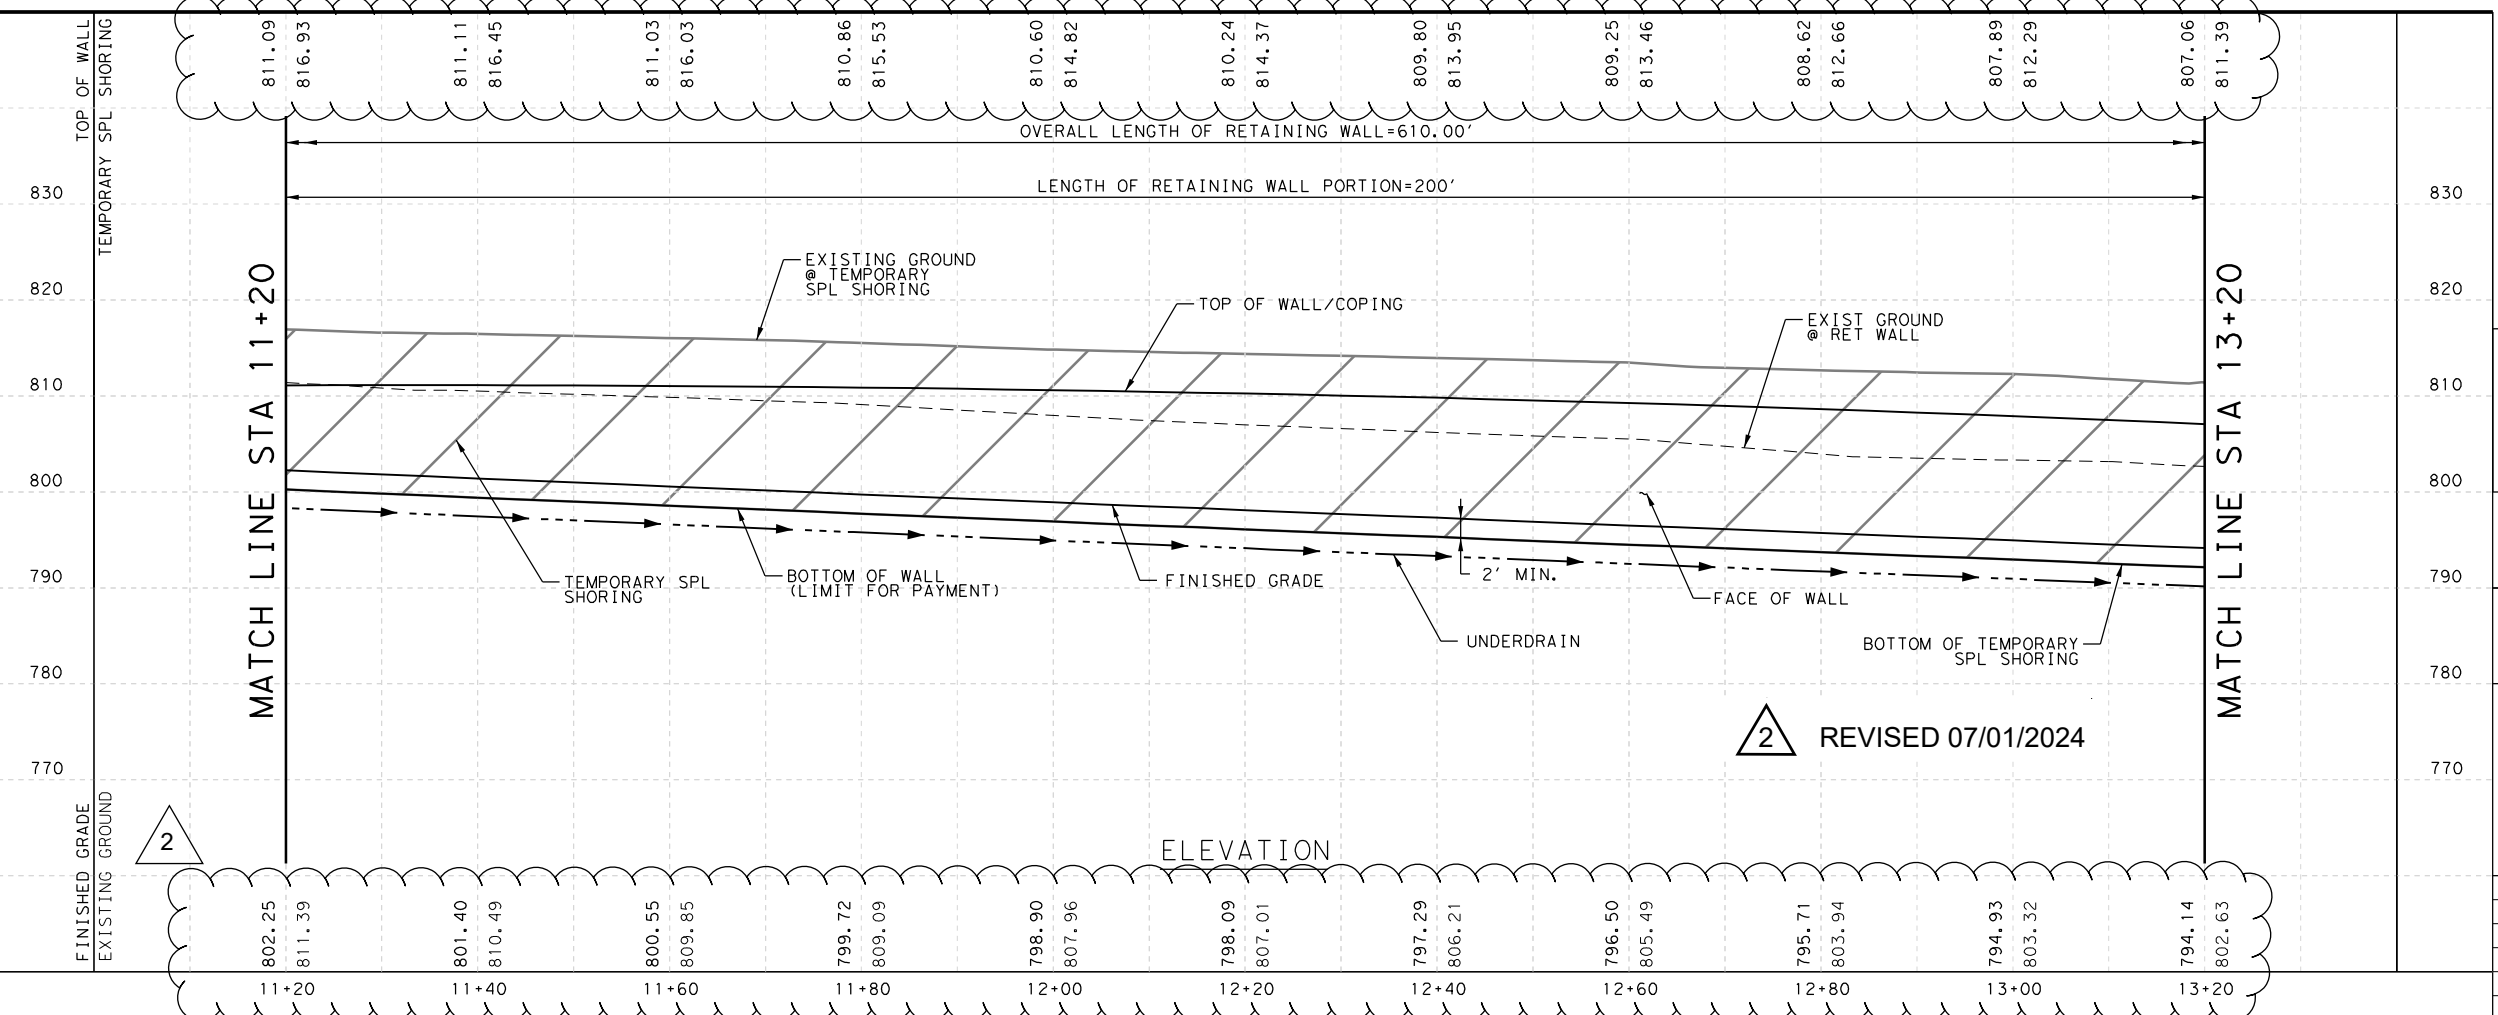 TOP OF WALL
TEMPORARY SPL SHORING
811.09
816.93
811.11
816.45
811.03
816.03
810.86
815.53
810.60
814.82
810.24
814.37
809.80
813.95
809.25
813.46
808.62
812.66
807.89
812.29
807.06
811.39
OVERALL LENGTH OF RETAINING WALL=610.00'
LENGTH OF RETAINING WALL PORTION=200'
830
820
810
800
790
780
770
830
820
810
800
790
780
770
MATCH LINE STA 11+20
MATCH LINE STA 13+20
EXISTING GROUND
@ TEMPORARY
SPL SHORING
TOP OF WALL/COPING
EXIST GROUND
@ RET WALL
TEMPORARY SPL
SHORING
BOTTOM OF WALL
(LIMIT FOR PAYMENT)
FINISHED GRADE
2' MIN.
FACE OF WALL
UNDERDRAIN
BOTTOM OF TEMPORARY
SPL SHORING
2 REVISED 07/01/2024
2
ELEVATION
FINISHED GRADE
EXISTING GROUND
802.25
811.39
801.40
810.49
800.55
809.85
799.72
809.09
798.90
807.96
798.09
807.01
797.29
806.21
796.50
805.49
795.71
803.94
794.93
803.32
794.14
802.63
11+20 11+40 11+60 11+80 12+00 12+20 12+40 12+60 12+80 13+00 13+20